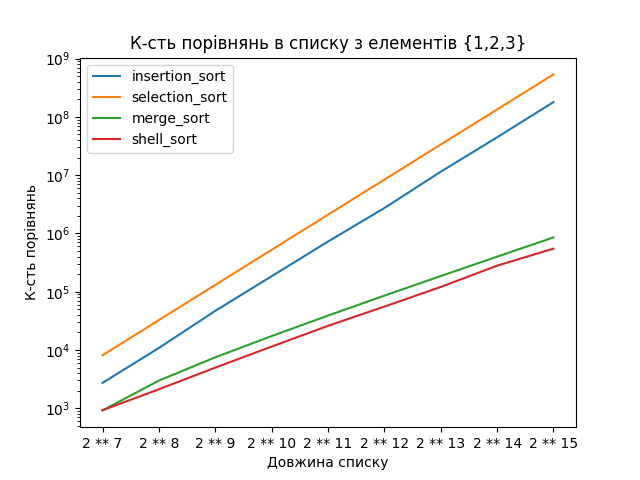 К-сть порівнянь в списку з елементів {1,2,3}
insertion_sort
selection_sort
merge_sort
shell_sort
К-сть порівнянь
10⁹
10⁸
10⁷
10⁶
10⁵
10⁴
10³
2 ** 7 2 ** 8 2 ** 9 2 ** 10 2 ** 11 2 ** 12 2 ** 13 2 ** 14 2 ** 15
Довжина списку